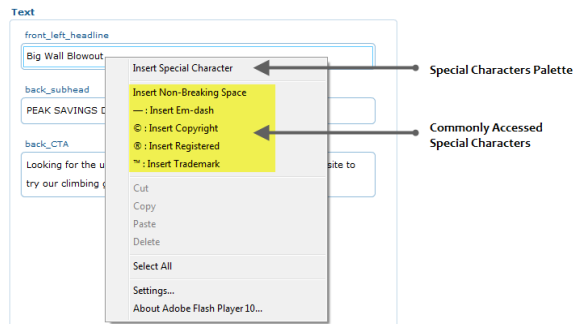 Text
front_left_headline
Big Wall Blowout
Insert Special Character
Special Characters Palette
back_subhead
PEAK SAVINGS
Insert Non-Breaking Space
— : Insert Em-dash
© : Insert Copyright
® : Insert Registered
™ : Insert Trademark
Commonly Accessed
Special Characters
back_CTA
Looking for the site to
try our climbing
Cut
Copy
Paste
Delete
Select All
Settings...
About Adobe Flash Player 10...